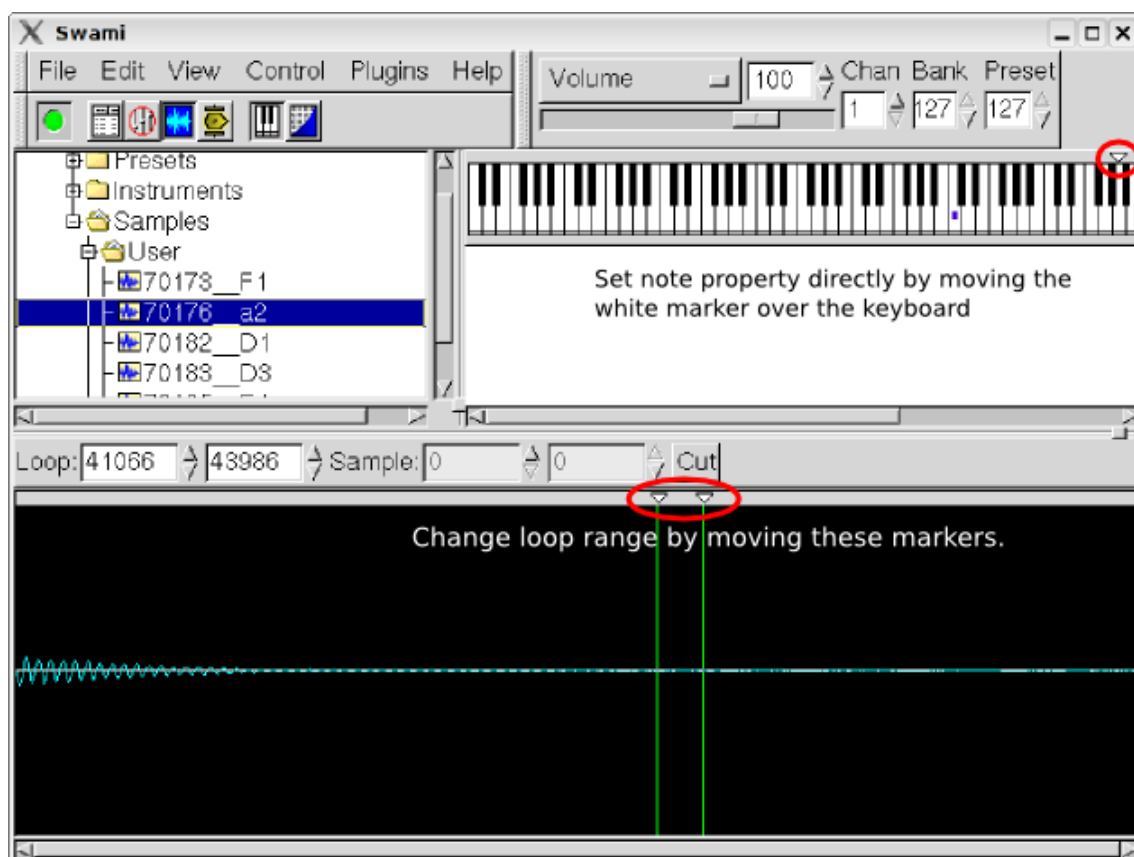 Swami
File Edit View Control Plugins Help
Volume 100 Chan Bank Preset
1 127 127
Presets
Instruments
Samples
User
70173__F1
70176__a2
70182__D1
70183__D3
Set note property directly by moving the
white marker over the keyboard
Loop: 41066 43986 Sample: 0 0 Cut
Change loop range by moving these markers.